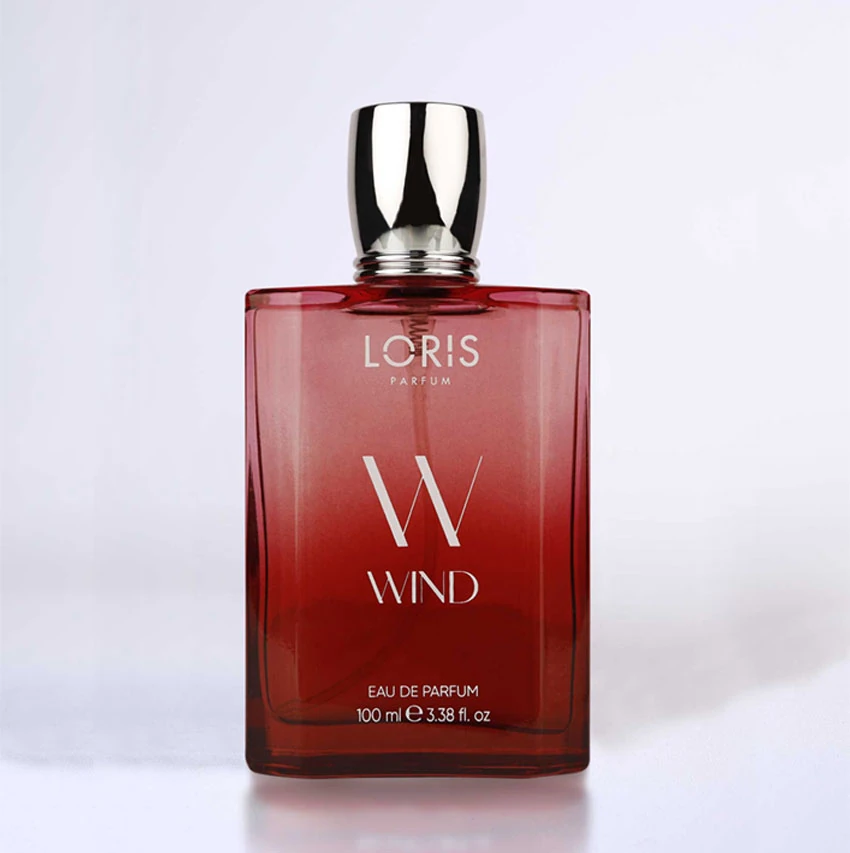 LORIS
PARFUM
W
WIND
EAU DE PARFUM
100 ml ℮ 3.38 fl. oz